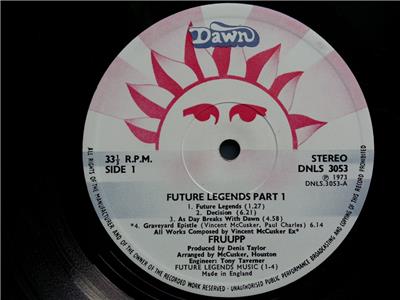 Dawn
33⅓ R.P.M.
SIDE 1
STEREO
DNLS 3053
℗ 1973
DNLS.3053-A
FUTURE LEGENDS PART 1
1. Future Legends (1.27)
2. Decision (6.21)
3. As Day Breaks With Dawn (4.58)
*4. Graveyard Epistle (Vincent McCusker, Paul Charles) 6.14
All Works Composed by Vincent McCusker Ex*
FRUUPP
Produced by Denis Taylor
Arranged by McCusker, Houston
Engineer: Tony Taverner
FUTURE LEGENDS MUSIC (1-4)
Made in England
ALL RIGHTS OF THE MANUFACTURER AND OF THE OWNER OF THE RECORDED WORK RESERVED - UNAUTHORISED PUBLIC PERFORMANCE BROADCASTING AND COPYING OF THIS RECORD PROHIBITED